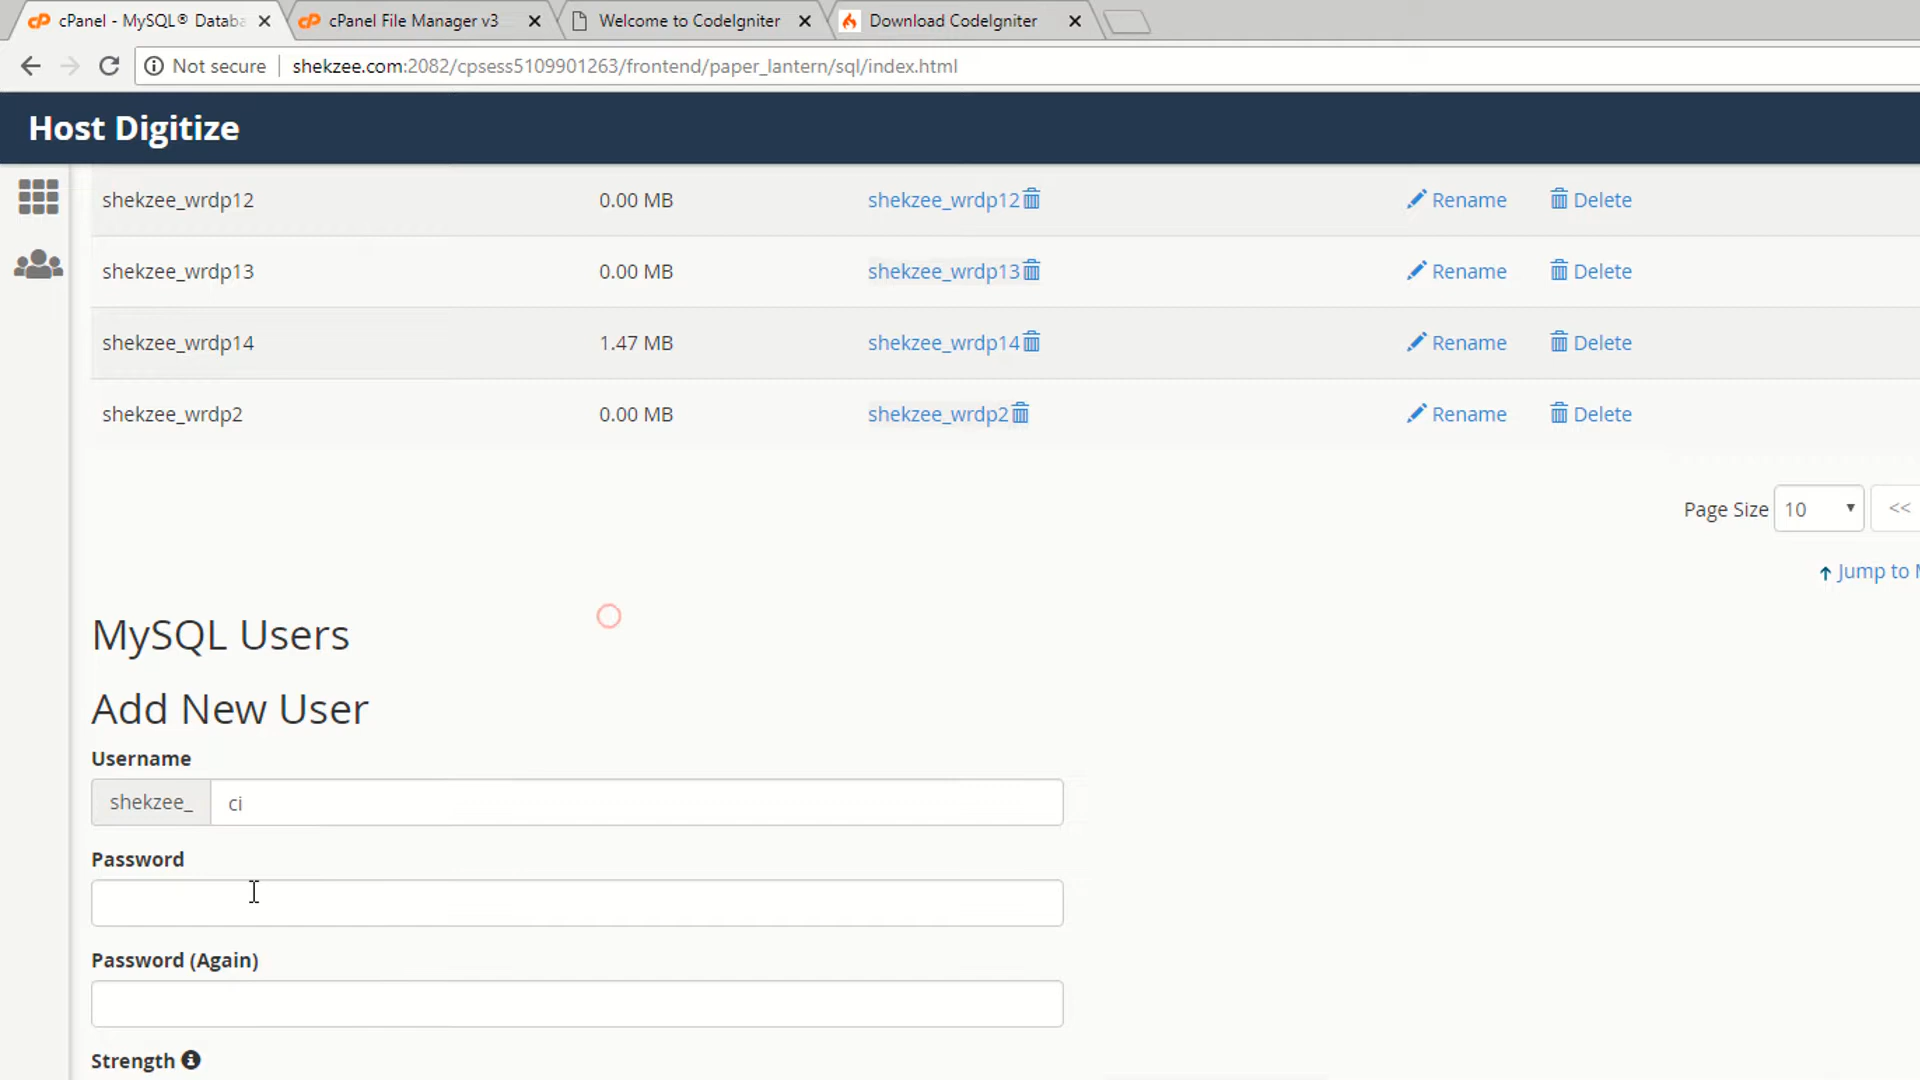 cPanel - MySQL® Databa
cPanel File Manager v3
Welcome to CodeIgniter
Download CodeIgniter
Not secure
shekzee.com:2082/cpsess5109901263/frontend/paper_lantern/sql/index.html
Host Digitize
shekzee_wrdp12 0.00 MB shekzee_wrdp12 Rename Delete
shekzee_wrdp13 0.00 MB shekzee_wrdp13 Rename Delete
shekzee_wrdp14 1.47 MB shekzee_wrdp14 Rename Delete
shekzee_wrdp2 0.00 MB shekzee_wrdp2 Rename Delete
Page Size 10 <<
Jump to M
MySQL Users
Add New User
Username
shekzee_ ci
Password
Password (Again)
Strength